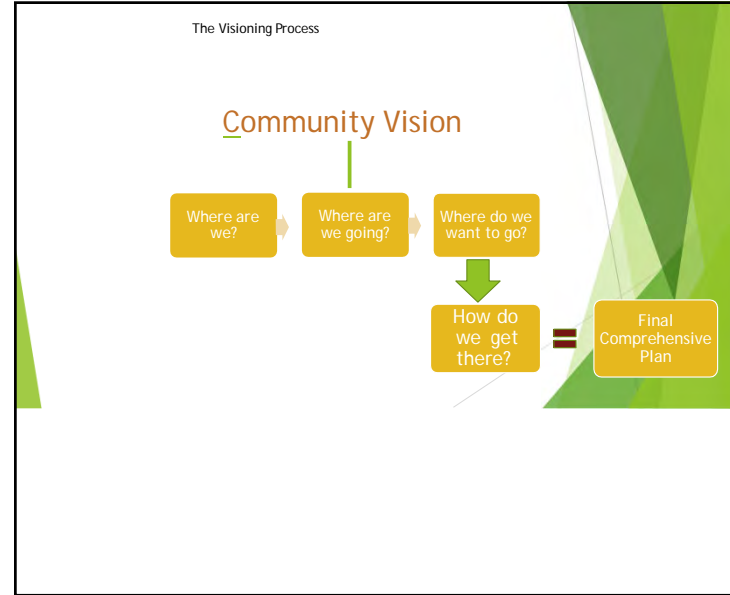 The Visioning Process
Community Vision
Where are
we?
Where are
we going?
Where do we
want to go?
How do
we get
there?
Final
Comprehensive
Plan